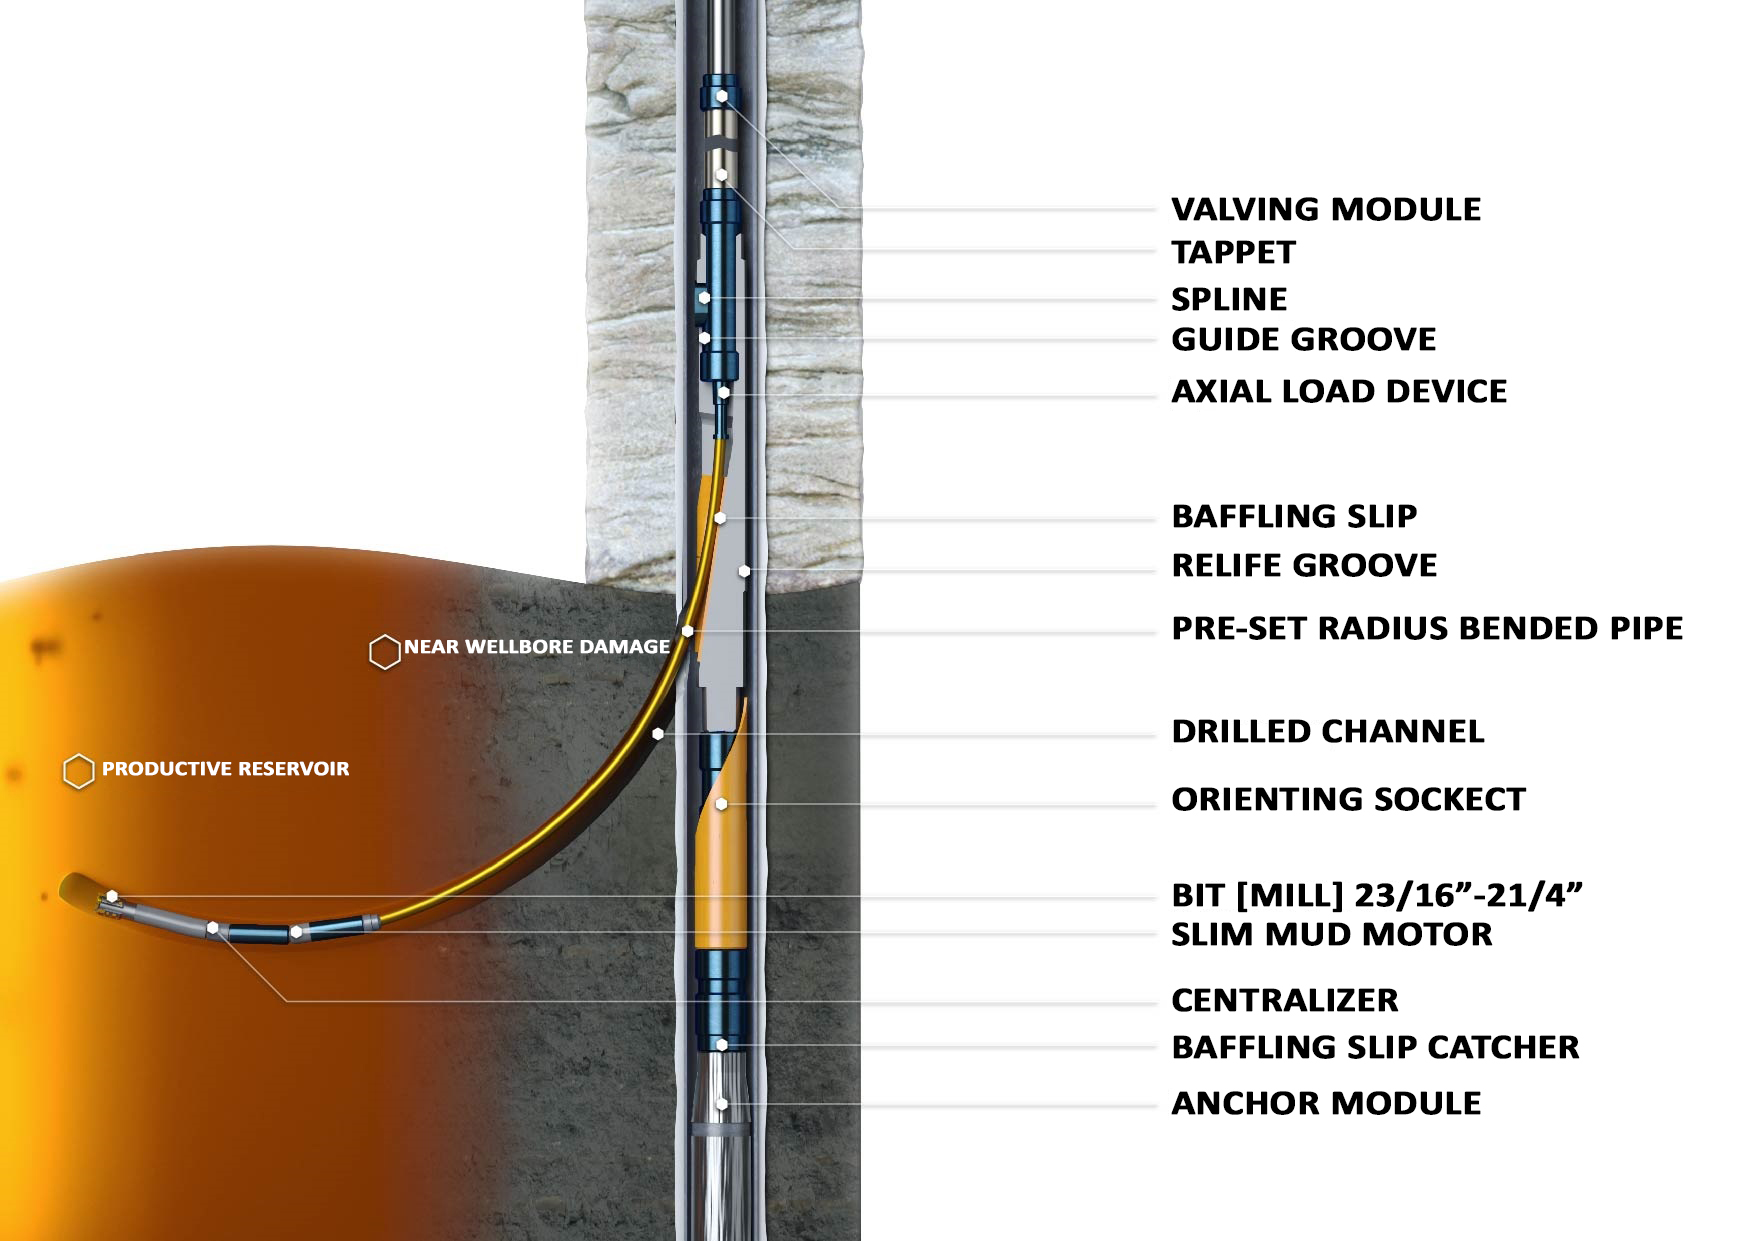 VALVING MODULE
TAPPET
SPLINE
GUIDE GROOVE
AXIAL LOAD DEVICE
BAFFLING SLIP
RELIFE GROOVE
PRE-SET RADIUS BENDED PIPE
NEAR WELLBORE DAMAGE
DRILLED CHANNEL
PRODUCTIVE RESERVOIR
ORIENTING SOCKECT
BIT [MILL] 23/16”-21/4”
SLIM MUD MOTOR
CENTRALIZER
BAFFLING SLIP CATCHER
ANCHOR MODULE